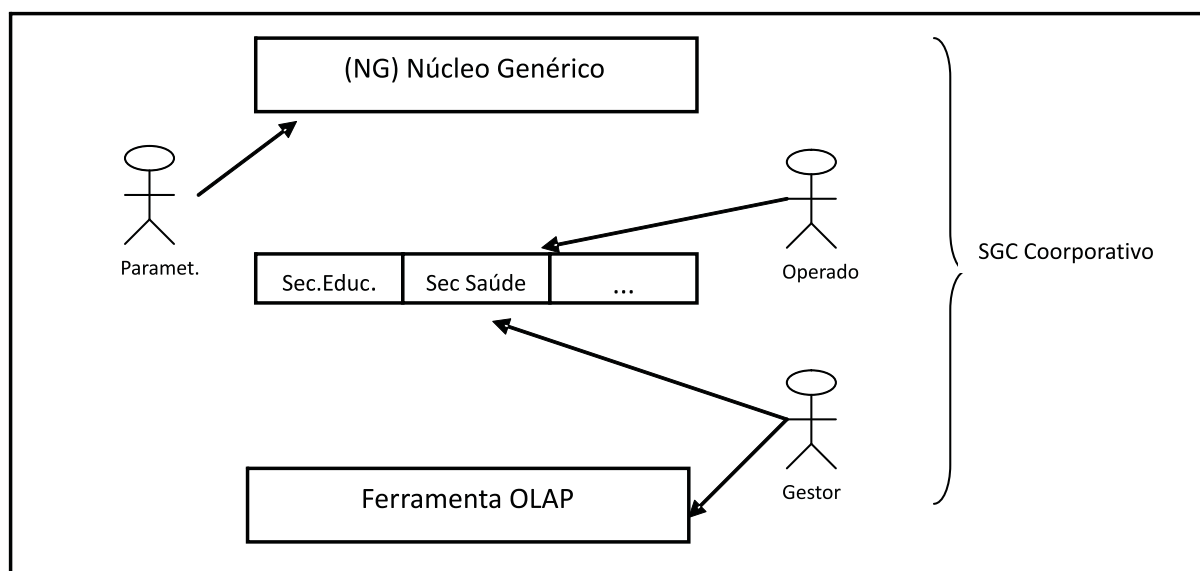 (NG) Núcleo Genérico
Paramet.
Operado
SGC Coorporativo
Sec.Educ.
Sec Saúde
...
Gestor
Ferramenta OLAP